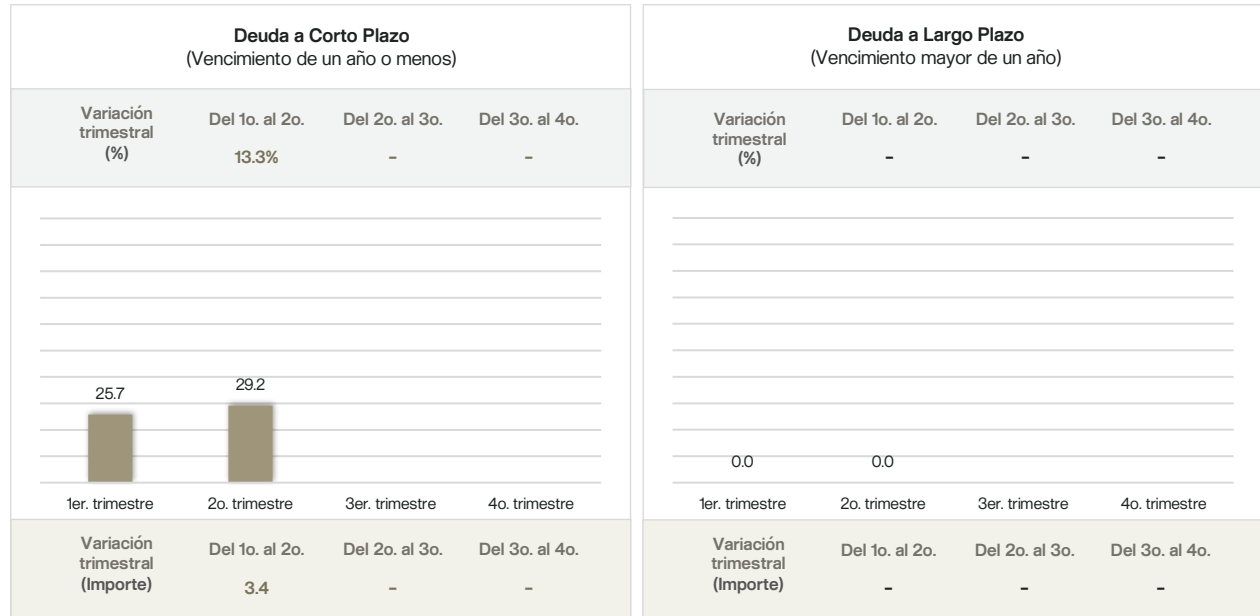 Deuda a Corto Plazo
(Vencimiento de un año o menos)
Variación
trimestral
(%)
Del 1o. al 2o.
Del 2o. al 3o.
Del 3o. al 4o.
13.3%
-
-
25.7
29.2
1er. trimestre
2o. trimestre
3er. trimestre
4o. trimestre
Variación
trimestral
(Importe)
Del 1o. al 2o.
Del 2o. al 3o.
Del 3o. al 4o.
3.4
-
-
Deuda a Largo Plazo
(Vencimiento mayor de un año)
Variación
trimestral
(%)
Del 1o. al 2o.
Del 2o. al 3o.
Del 3o. al 4o.
-
-
-
0.0
0.0
1er. trimestre
2o. trimestre
3er. trimestre
4o. trimestre
Variación
trimestral
(Importe)
Del 1o. al 2o.
Del 2o. al 3o.
Del 3o. al 4o.
-
-
-